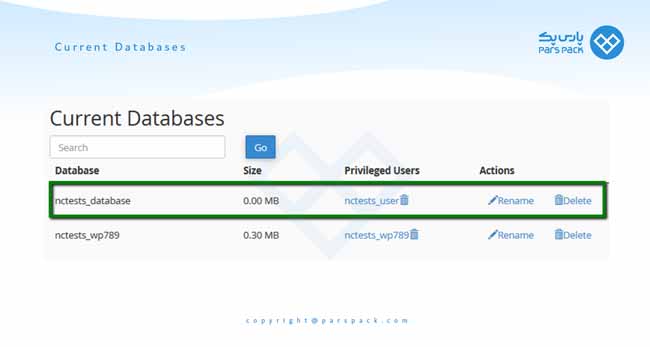 Current Databases
پارس پک
PARS PACK
Current Databases
Search
Go
Database Size Privileged Users Actions
nctests_database 0.00 MB nctests_user Rename Delete
nctests_wp789 0.30 MB nctests_wp789 Rename Delete
copyright@parspack.com